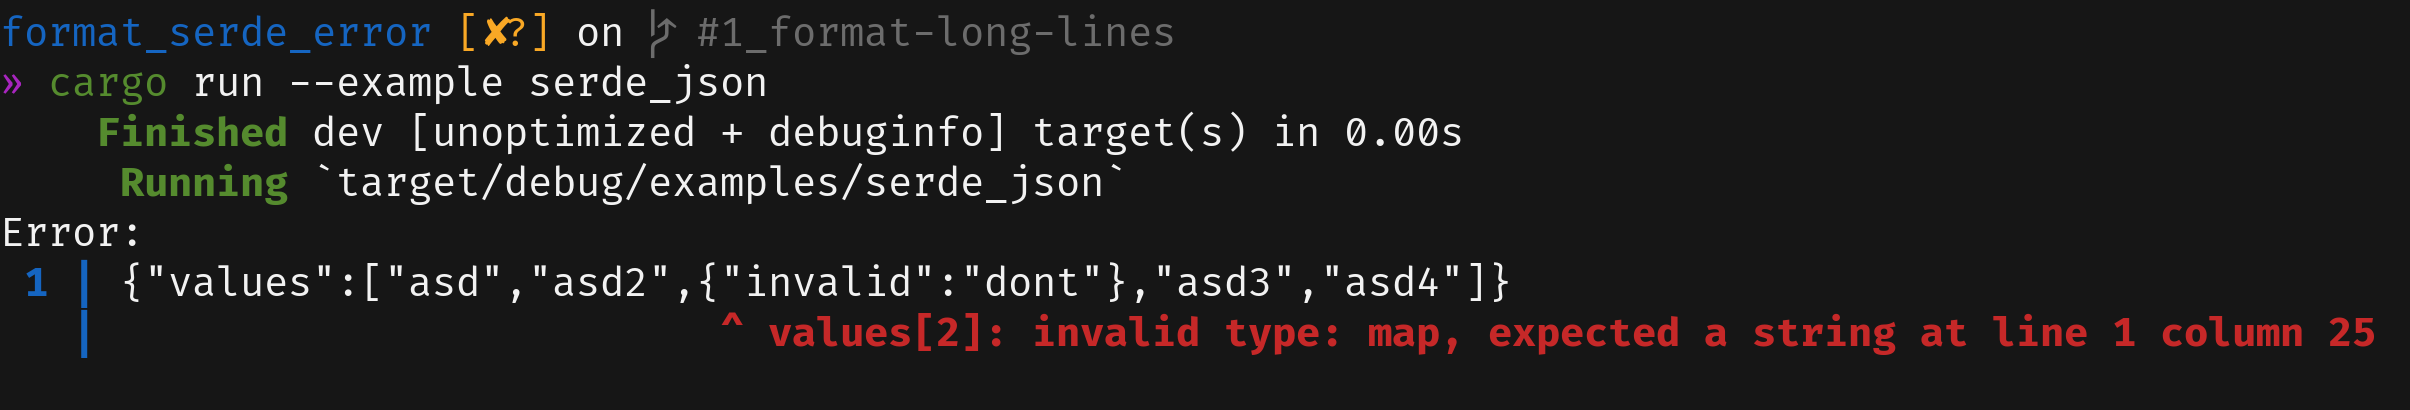 format_serde_error [✘?] on  #1_format-long-lines
» cargo run --example serde_json
    Finished dev [unoptimized + debuginfo] target(s) in 0.00s
     Running `target/debug/examples/serde_json`
Error:
 1 | {"values":["asd","asd2",{"invalid":"dont"},"asd3","asd4"]}
   |                          ^ values[2]: invalid type: map, expected a string at line 1 column 25